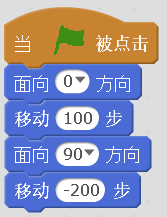 当 被点击
面向 0 方向
移动 100 步
面向 90 方向
移动 -200 步